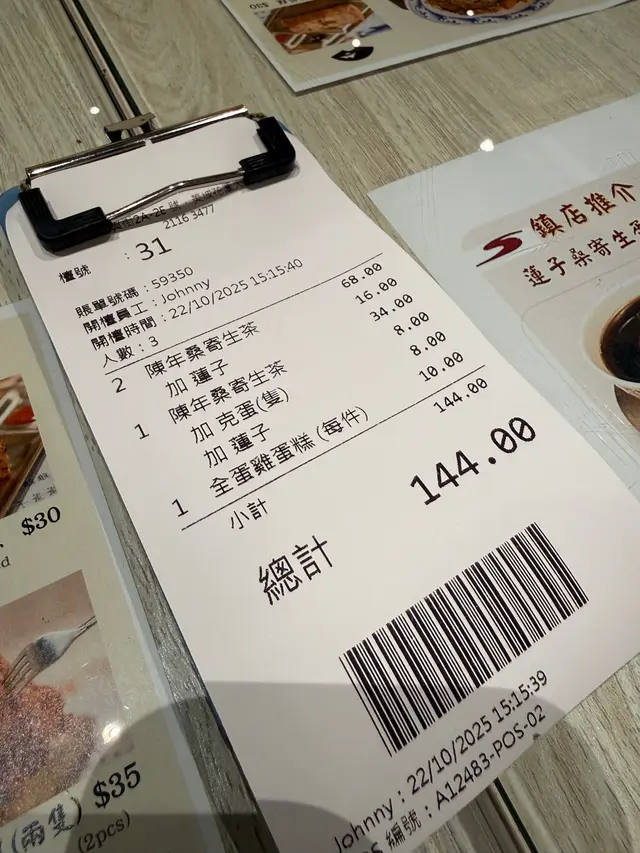 2116 3477
檯號 : 31
賬單號碼 : 59350
開檯員工 : Johnny
開檯時間 : 22/10/2025 15:15:40
人數 : 3
2 陳年桑寄生茶 68.00
加 蓮子 16.00
1 陳年桑寄生茶 34.00
加 克蛋(隻) 8.00
加 蓮子 8.00
1 全蛋雞蛋糕 (每件) 10.00
小計 144.00
總計 144.00
Johnny : 22/10/2025 15:15:39
編號 : A12483-POS-02
鎮店推介
蓮子桑寄生
$30
$35
(兩隻)
(2pcs)